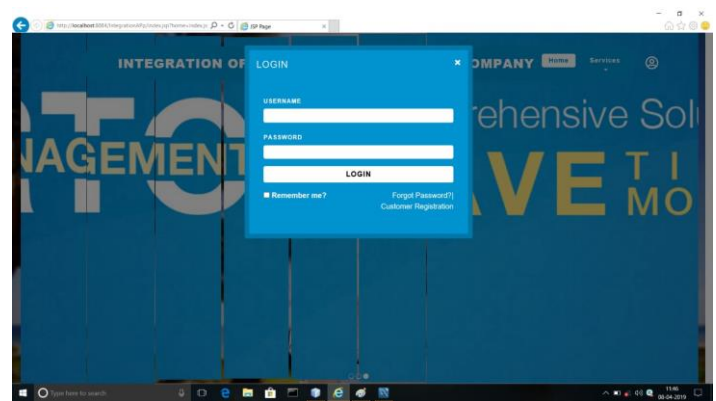 JSP Page
INTEGRATION OF
OMPANY
Home
Services
LOGIN
×
USERNAME
PASSWORD
LOGIN
Remember me?
Forgot Password?|
Customer Registration
rehensive Sol
NAGEMENT
AVE
T I
MO
Type here to search
11:46
08-04-2019